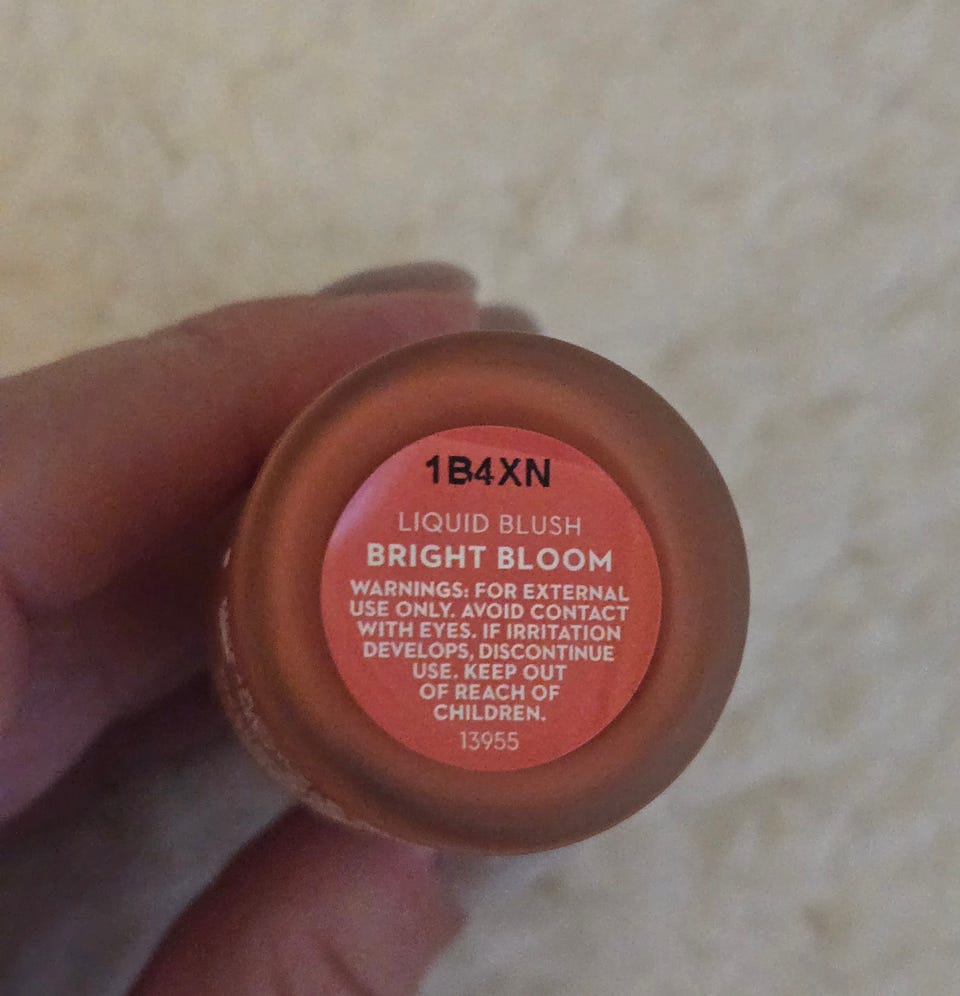 1B4XN
LIQUID BLUSH
BRIGHT BLOOM
WARNINGS: FOR EXTERNAL
USE ONLY. AVOID CONTACT
WITH EYES. IF IRRITATION
DEVELOPS, DISCONTINUE
USE. KEEP OUT
OF REACH OF
CHILDREN.
13955